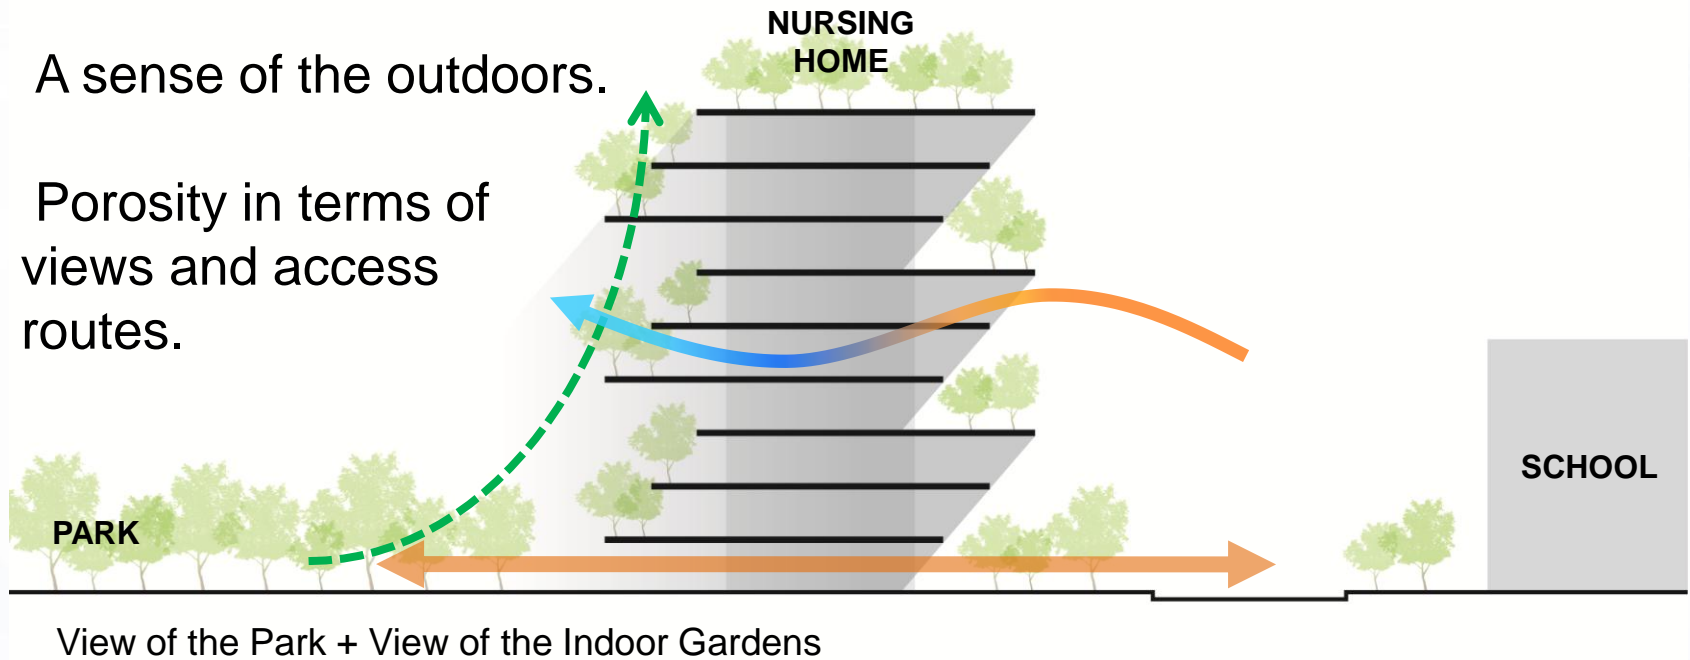 NURSING
HOME
A sense of the outdoors.
Porosity in terms of
views and access
routes.
SCHOOL
PARK
View of the Park + View of the Indoor Gardens